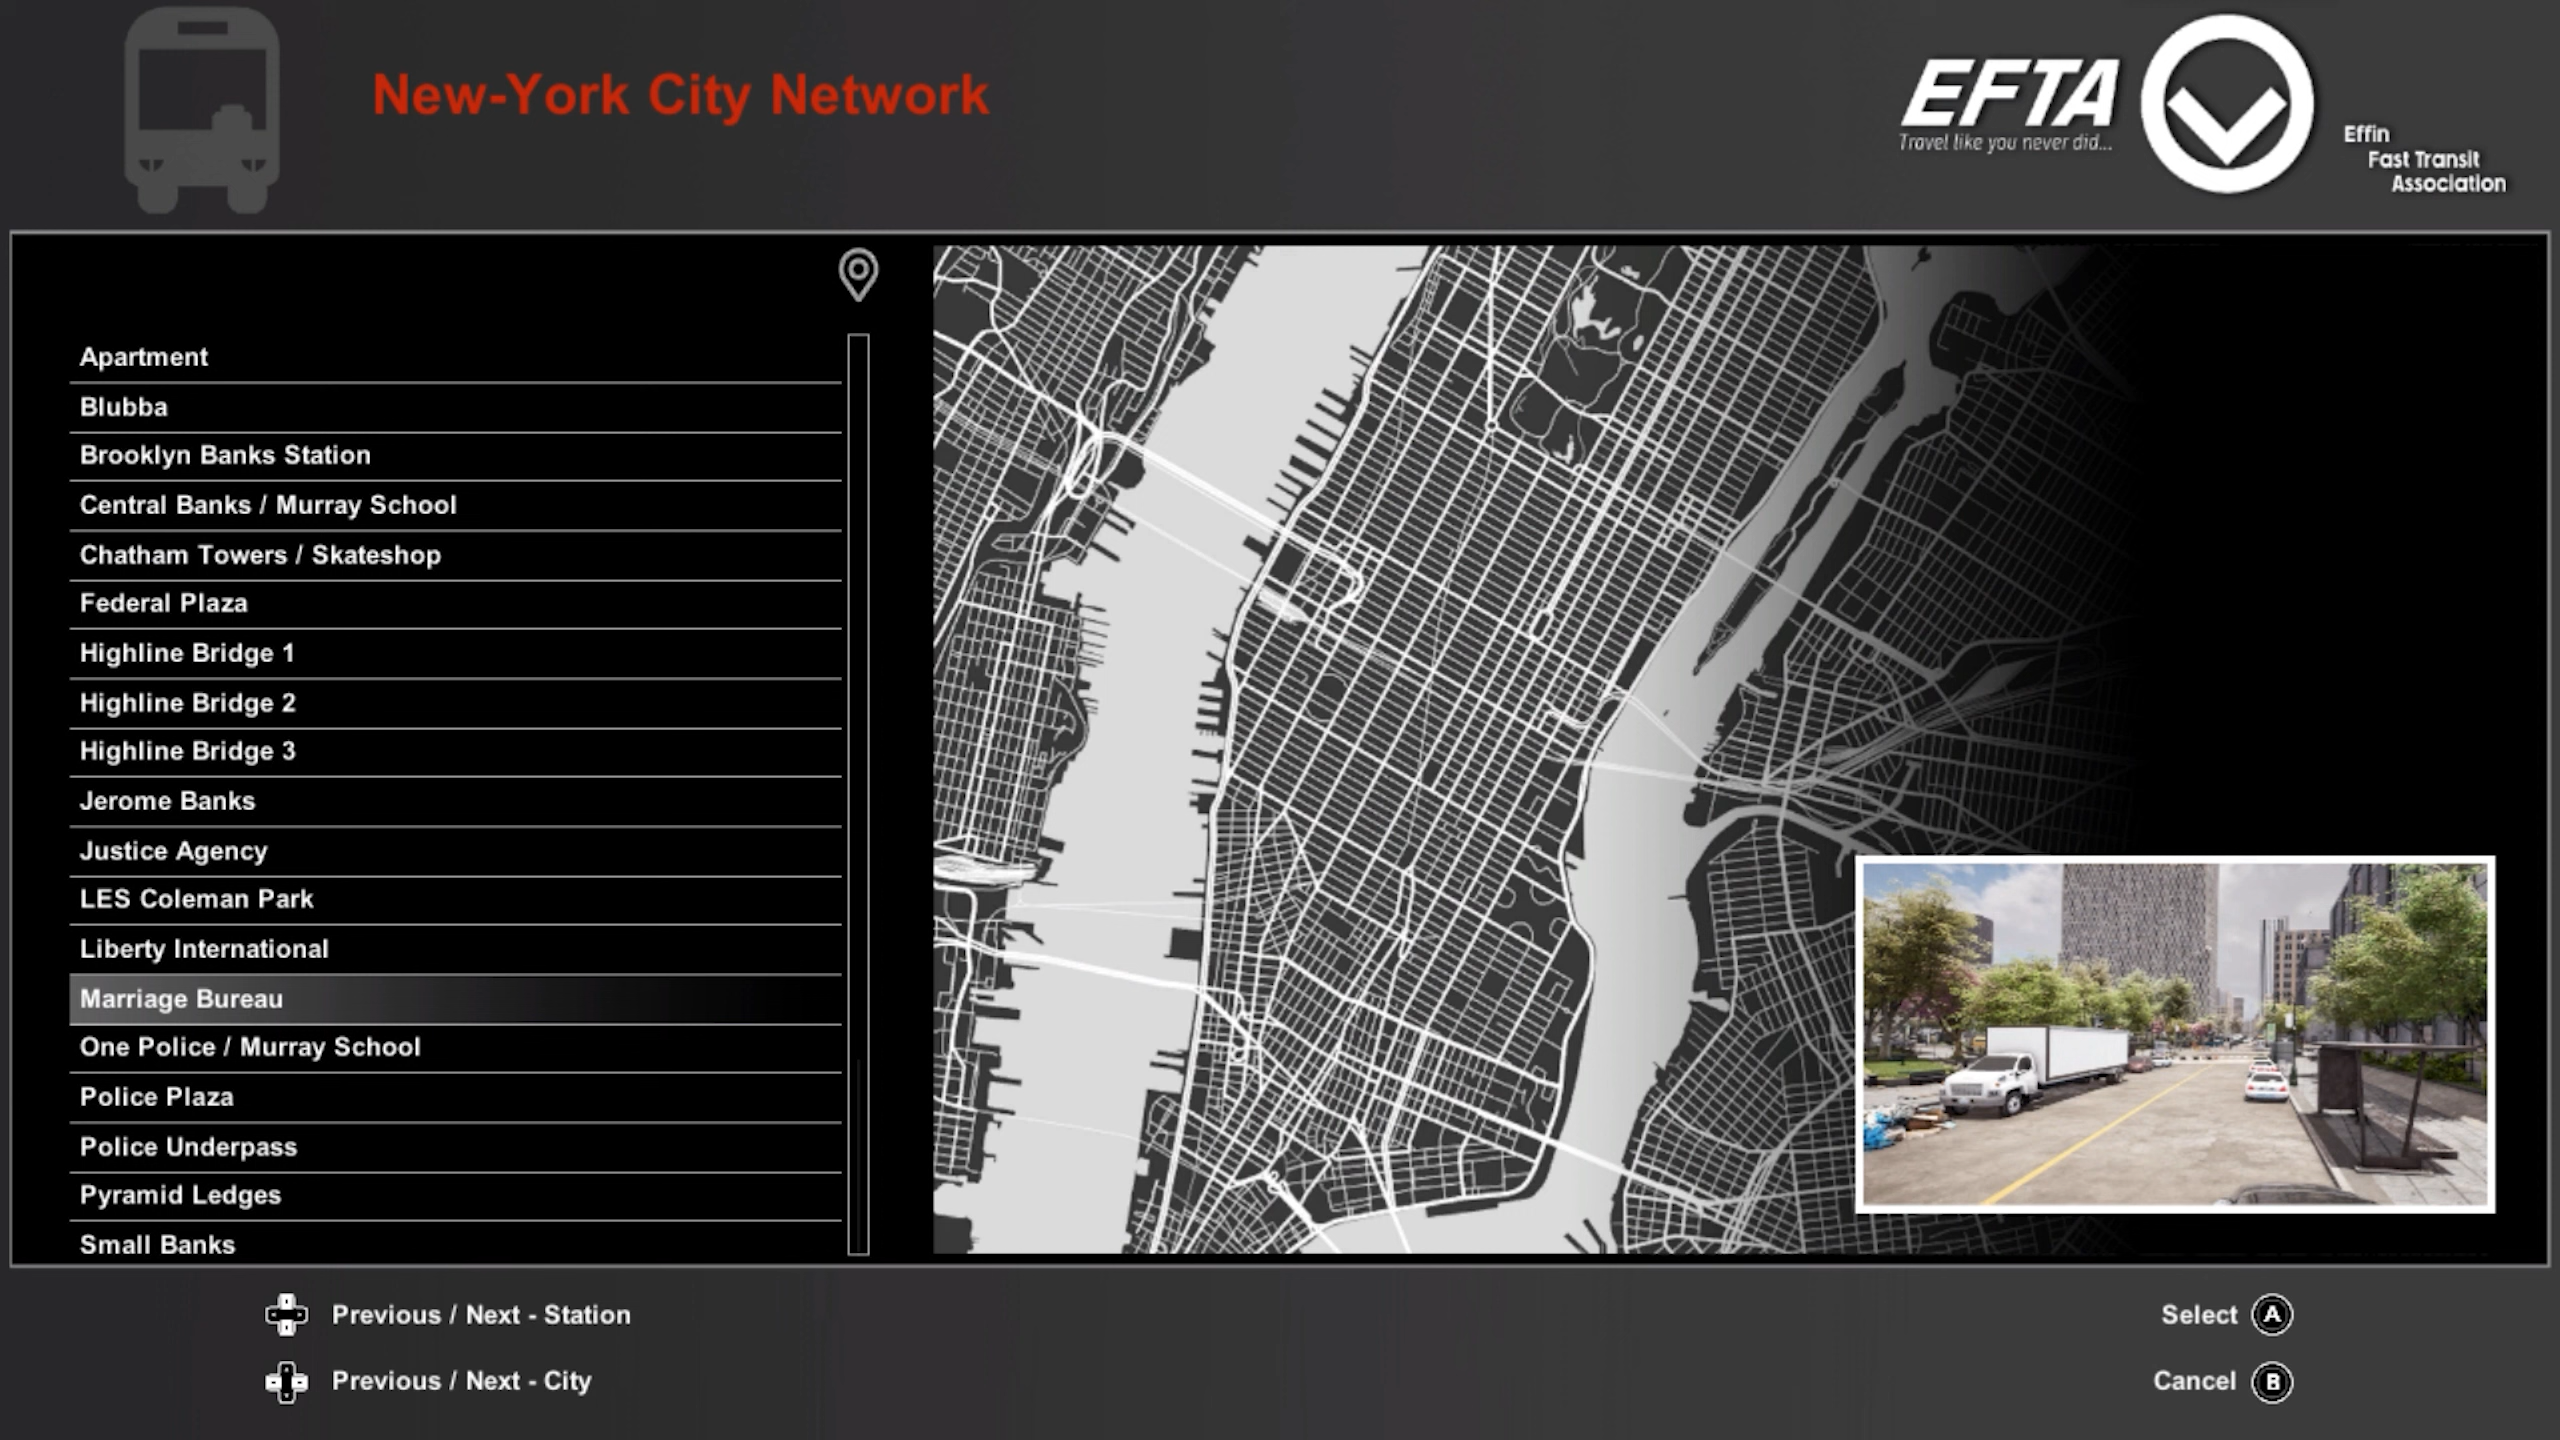 New-York City Network
EFTA
Travel like you never did...
Effin
Fast Transit
Association
Apartment
Blubba
Brooklyn Banks Station
Central Banks / Murray School
Chatham Towers / Skateshop
Federal Plaza
Highline Bridge 1
Highline Bridge 2
Highline Bridge 3
Jerome Banks
Justice Agency
LES Coleman Park
Liberty International
Marriage Bureau
One Police / Murray School
Police Plaza
Police Underpass
Pyramid Ledges
Small Banks
Previous / Next - Station
Previous / Next - City
Select A
Cancel B